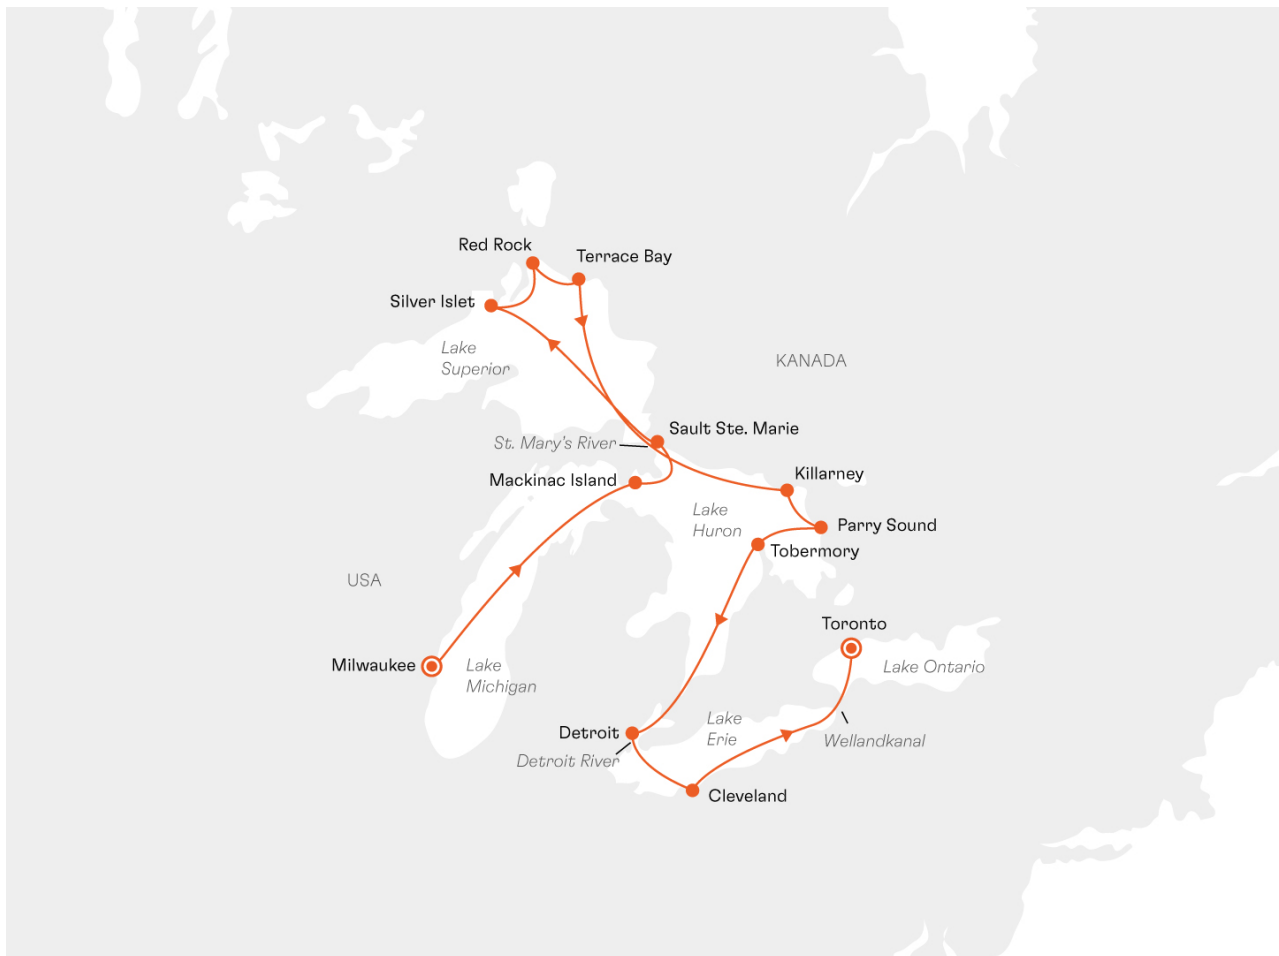 Red Rock
Terrace Bay
Silver Islet
Lake
Superior
KANADA
Sault Ste. Marie
St. Mary's River
Killarney
Mackinac Island
Lake
Huron
Parry Sound
Tobermory
USA
Toronto
Milwaukee
Lake
Michigan
Lake Ontario
Lake
Erie
Detroit
Wellandkanal
Detroit River
Cleveland